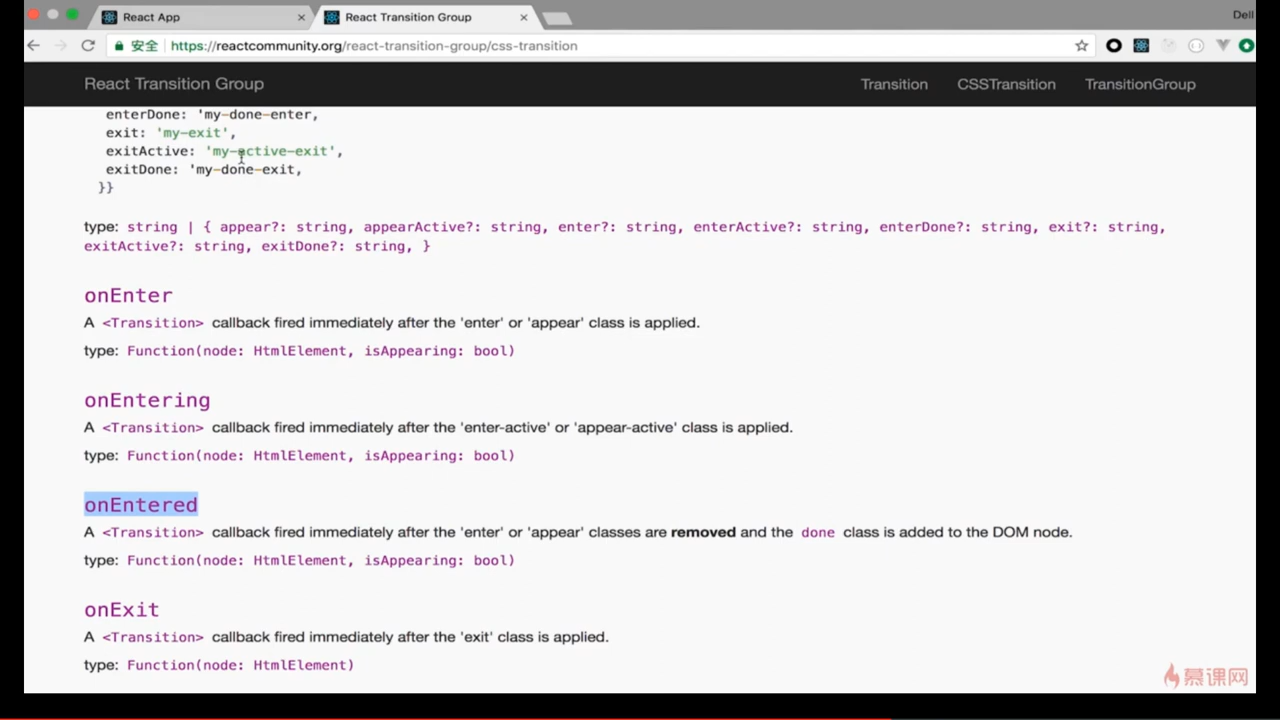 React App
React Transition Group
Dell
安全 https://reactcommunity.org/react-transition-group/css-transition
React Transition Group
Transition
CSSTransition
TransitionGroup
enterDone: 'my-done-enter,
exit: 'my-exit',
exitActive: 'my-active-exit',
exitDone: 'my-done-exit,
}}
type: string | { appear?: string, appearActive?: string, enter?: string, enterActive?: string, enterDone?: string, exit?: string,
exitActive?: string, exitDone?: string, }
onEnter
A <Transition> callback fired immediately after the 'enter' or 'appear' class is applied.
type: Function(node: HtmlElement, isAppearing: bool)
onEntering
A <Transition> callback fired immediately after the 'enter-active' or 'appear-active' class is applied.
type: Function(node: HtmlElement, isAppearing: bool)
onEntered
A <Transition> callback fired immediately after the 'enter' or 'appear' classes are removed and the done class is added to the DOM node.
type: Function(node: HtmlElement, isAppearing: bool)
onExit
A <Transition> callback fired immediately after the 'exit' class is applied.
type: Function(node: HtmlElement)
慕课网